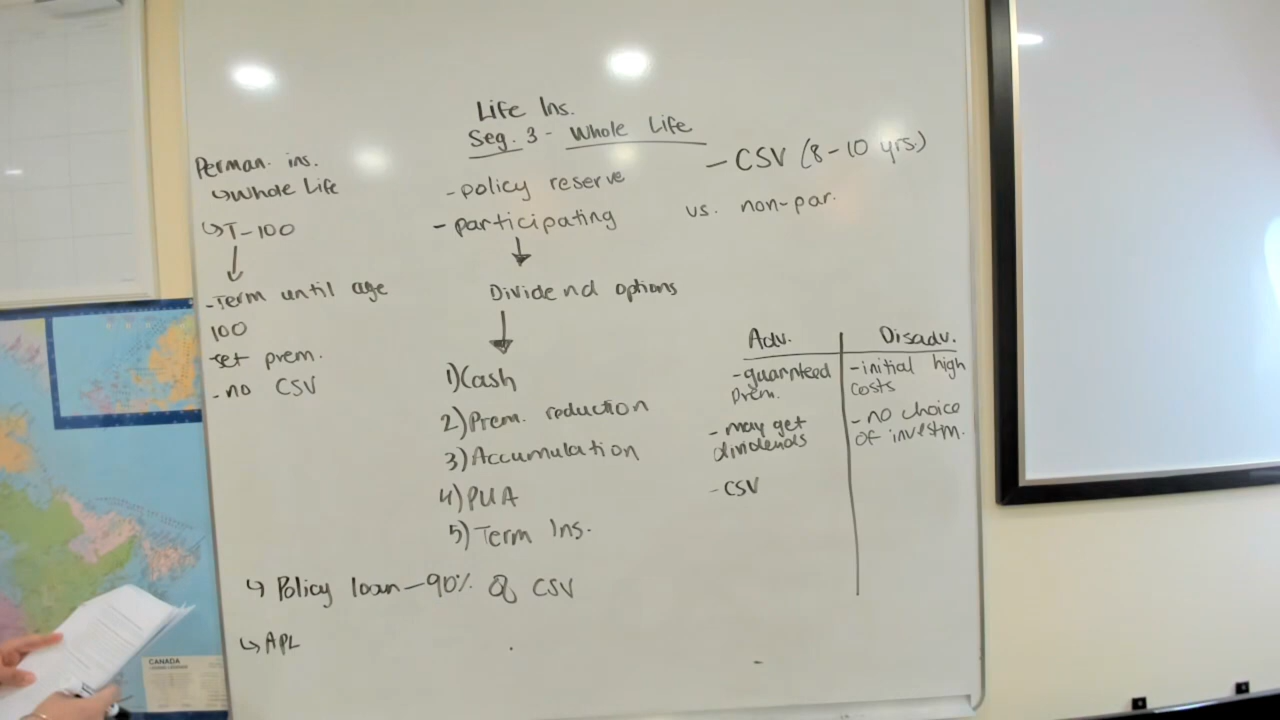 Life Ins.
Seg. 3 - Whole Life
Perman. ins.
↳ Whole Life
↳ T-100
- Term until age
100
- set prem.
- no CSV
- policy reserve
- participating
vs. non-par.
- CSV (8-10 yrs.)
Dividend options
1) Cash
2) Prem. reduction
3) Accumulation
4) PUA
5) Term Ins.
↳ Policy loan - 90% of CSV
↳ APL
Adv.
- guarnteed
prem.
- may get
dividends
- CSV
Disadv.
- initial high
costs
- no choice
of investm.
CANADA